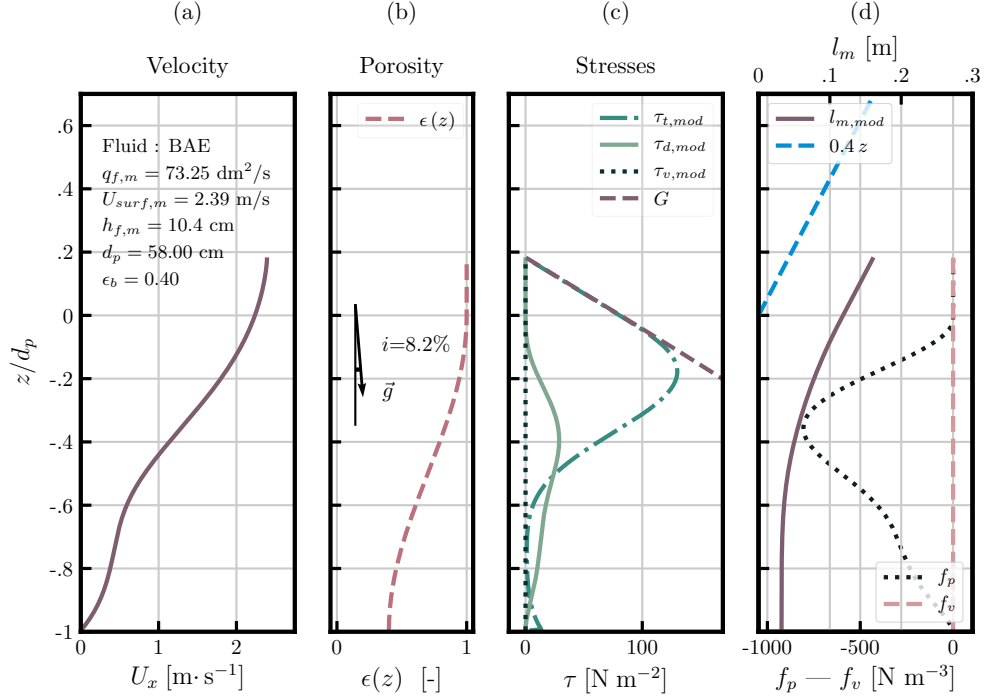 (a)
(b)
(c)
(d)
Velocity
Porosity
Stresses
l_m [m]
0
.1
.2
.3
z/d_p
.6
.4
.2
0
-.2
-.4
-.6
-.8
-1
Fluid : BAE
q_{f,m} = 73.25 dm²/s
U_{surf,m} = 2.39 m/s
h_{f,m} = 10.4 cm
d_p = 58.00 cm
ϵ_b = 0.40
ϵ(z)
i=8.2%
g⃗
τ_{t,mod}
τ_{d,mod}
τ_{v,mod}
G
l_{m,mod}
0.4 z
f_p
f_v
0 1 2
0 1
0 100
-1000 -500 0
U_x [m· s⁻¹]
ϵ(z) [-]
τ [N m⁻²]
f_p — f_v [N m⁻³]